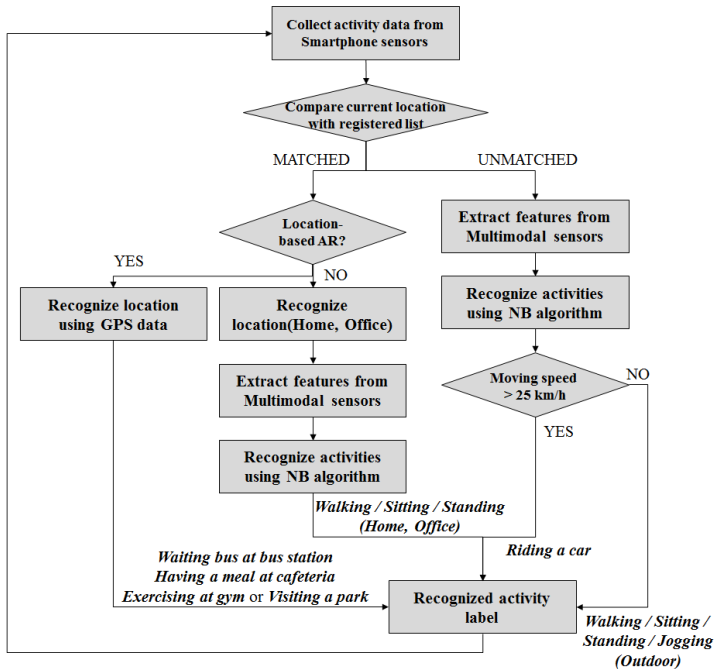 Collect activity data from
Smartphone sensors
Compare current location
with registered list
MATCHED
UNMATCHED
Location-
based AR?
Extract features from
Multimodal sensors
YES
NO
Recognize location
using GPS data
Recognize
location(Home, Office)
Recognize activities
using NB algorithm
Extract features from
Multimodal sensors
Moving speed
> 25 km/h
NO
YES
Recognize activities
using NB algorithm
Walking / Sitting / Standing
(Home, Office)
Riding a car
Waiting bus at bus station
Having a meal at cafeteria
Exercising at gym or Visiting a park
Recognized activity
label
Walking / Sitting /
Standing / Jogging
(Outdoor)